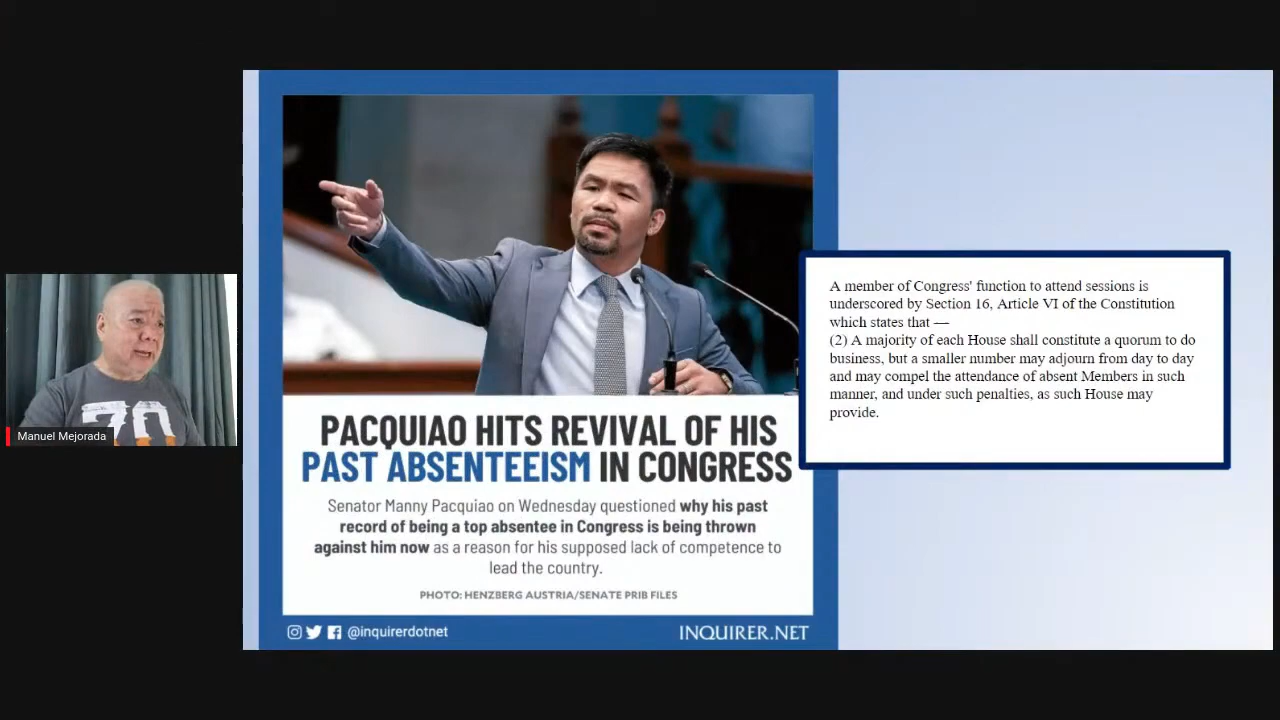 PACQUIAO HITS REVIVAL OF HIS
PAST ABSENTEEISM IN CONGRESS
Senator Manny Pacquiao on Wednesday questioned why his past
record of being a top absentee in Congress is being thrown
against him now as a reason for his supposed lack of competence to
lead the country.
PHOTO: HENZBERG AUSTRIA/SENATE PRIB FILES
@inquirerdotnet
INQUIRER.NET
A member of Congress' function to attend sessions is
underscored by Section 16, Article VI of the Constitution
which states that —
(2) A majority of each House shall constitute a quorum to do
business, but a smaller number may adjourn from day to day
and may compel the attendance of absent Members in such
manner, and under such penalties, as such House may
provide.
Manuel Mejorada